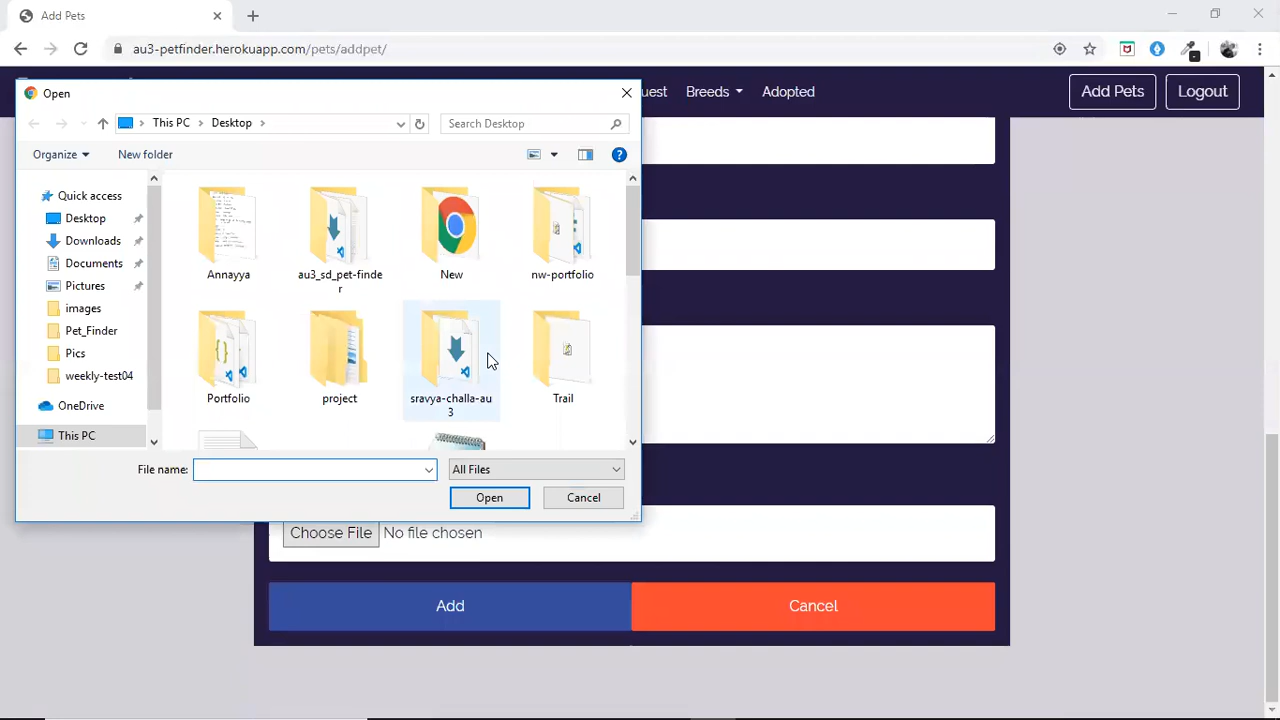 Add Pets
au3-petfinder.herokuapp.com/pets/addpet/
Open
uest
Breeds
Adopted
Add Pets
Logout
This PC
Desktop
Search Desktop
Organize
New folder
Quick access
Desktop
Downloads
Documents
Pictures
images
Pet_Finder
Pics
weekly-test04
OneDrive
This PC
Annayya
au3_sd_pet-finde
r
New
nw-portfolio
Portfolio
project
sravya-challa-au
3
Trail
File name:
All Files
Open
Cancel
Choose File No file chosen
Add
Cancel